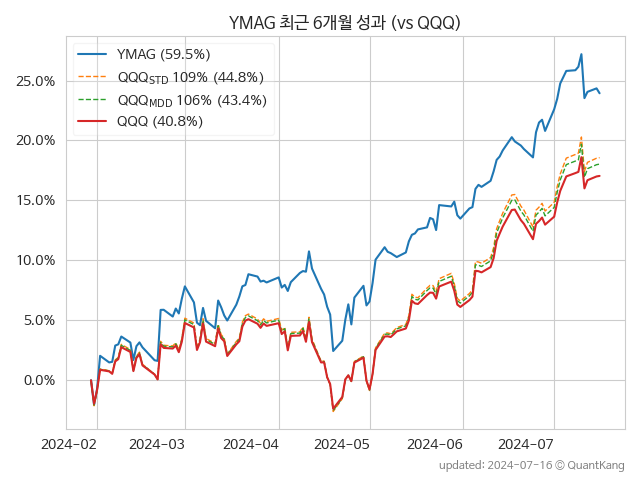 YMAG 최근 6개월 성과 (vs QQQ)
YMAG (59.5%)
QQQSTD 109% (44.8%)
QQQMDD 106% (43.4%)
QQQ (40.8%)
25.0%
20.0%
15.0%
10.0%
5.0%
0.0%
2024-02 2024-03 2024-04 2024-05 2024-06 2024-07
updated: 2024-07-16 © QuantKang